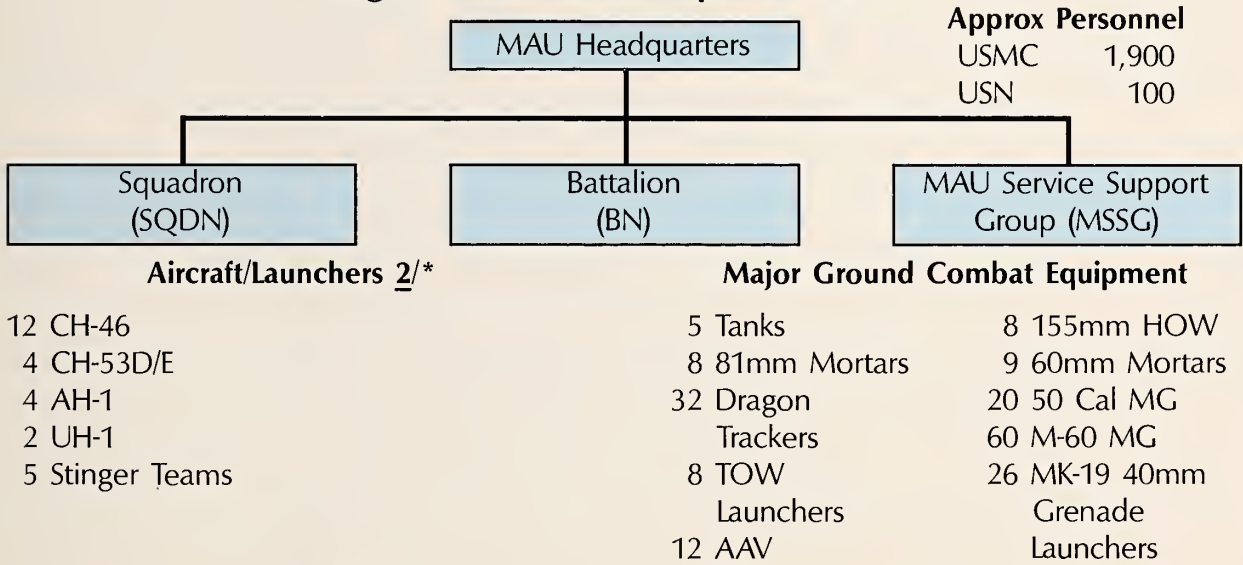 MAU Headquarters
Approx Personnel
USMC 1,900
USN 100
Squadron
(SQDN)
Battalion
(BN)
MAU Service Support
Group (MSSG)
Aircraft/Launchers 2/*
12 CH-46
4 CH-53D/E
4 AH-1
2 UH-1
5 Stinger Teams
Major Ground Combat Equipment
5 Tanks
8 81mm Mortars
32 Dragon
Trackers
8 TOW
Launchers
12 AAV
8 155mm HOW
9 60mm Mortars
20 50 Cal MG
60 M-60 MG
26 MK-19 40mm
Grenade
Launchers